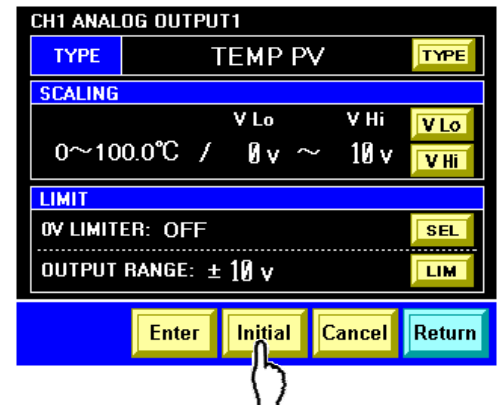 CH1 ANALOG OUTPUT1
TYPE TEMP PV TYPE
SCALING
V Lo V Hi V Lo
0～100.0℃ / 0 v ～ 10 v V Hi
LIMIT
0V LIMITER: OFF SEL
OUTPUT RANGE: ± 10 v LIM
Enter Initial Cancel Return